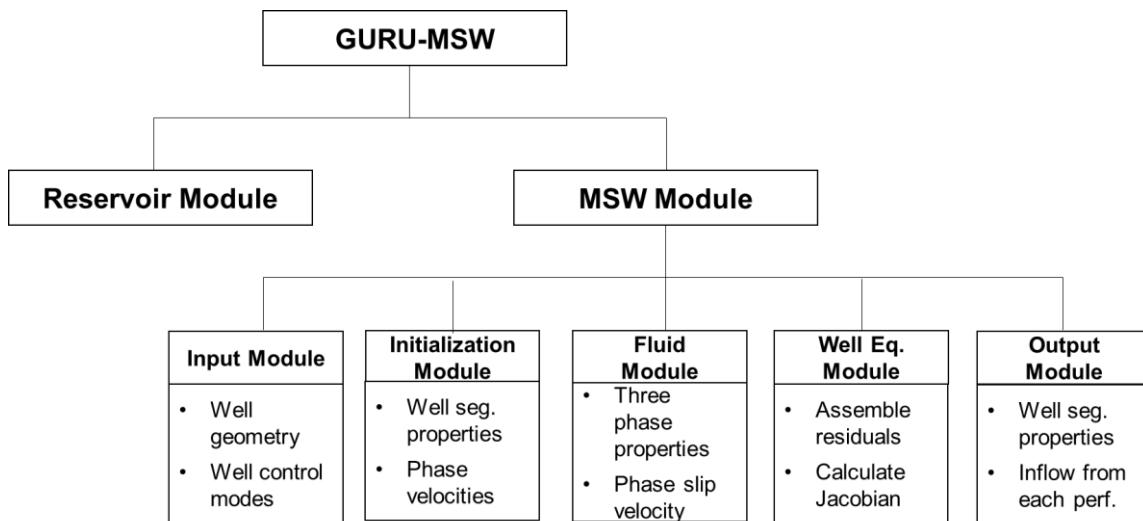 GURU-MSW
Reservoir Module
MSW Module
Input Module
• Well
geometry
• Well control
modes
Initialization
Module
• Well seg.
properties
• Phase
velocities
Fluid
Module
• Three
phase
properties
• Phase slip
velocity
Well Eq.
Module
• Assemble
residuals
• Calculate
Jacobian
Output
Module
• Well seg.
properties
• Inflow from
each perf.